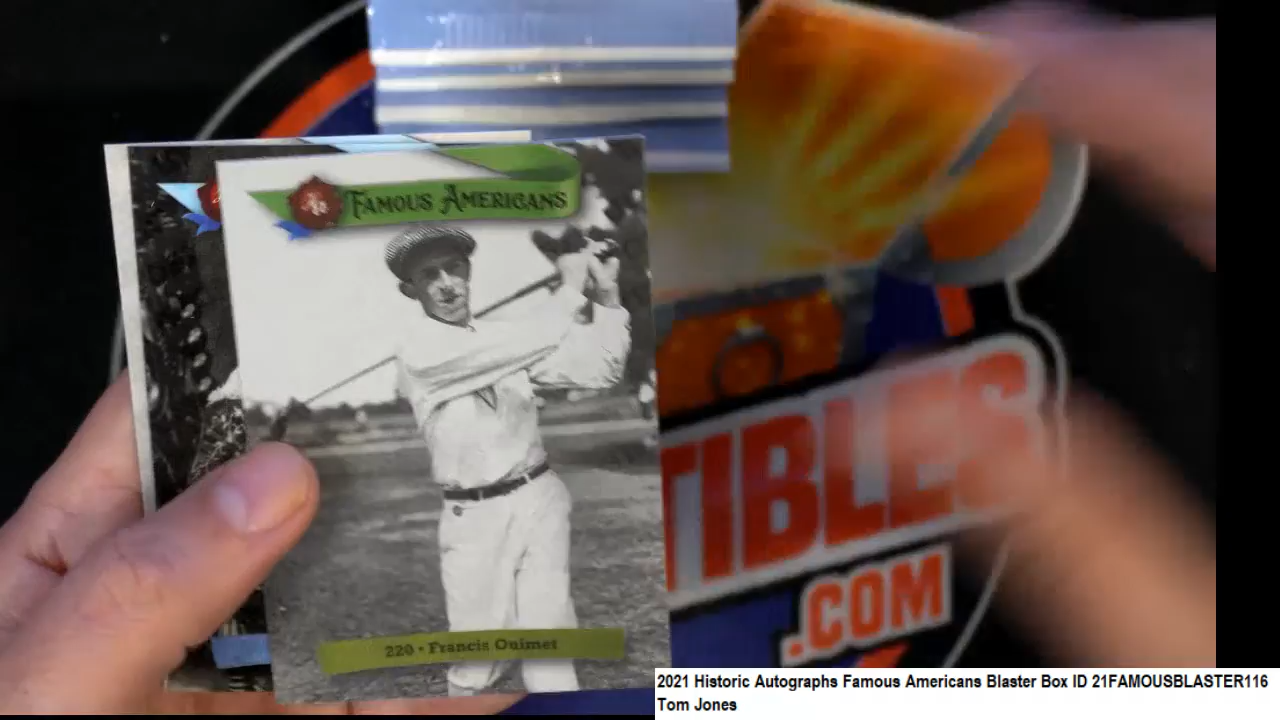 FAMOUS AMERICANS
220 • Francis Ouimet
TIBLES
.COM
2021 Historic Autographs Famous Americans Blaster Box ID 21FAMOUSBLASTER116
Tom Jones